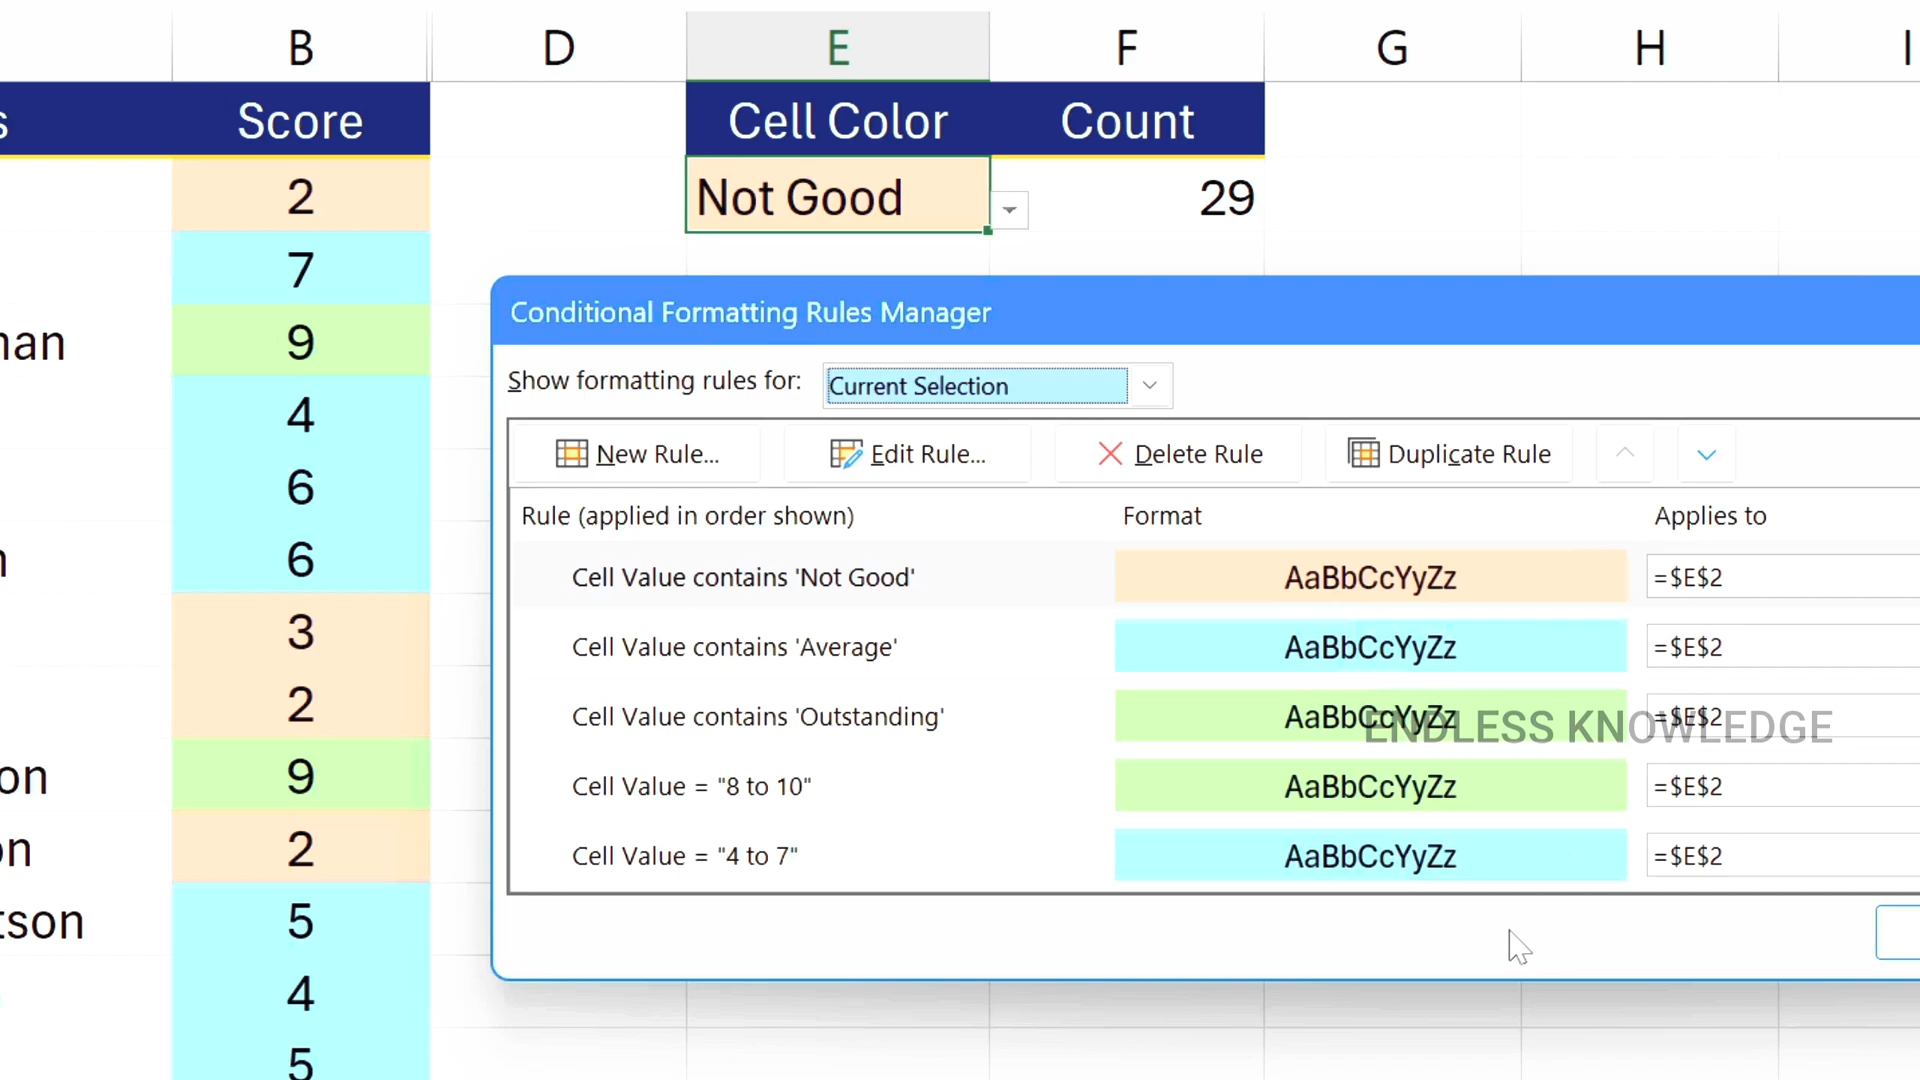 B D E F G H I
s Score Cell Color Count
2 Not Good 29
7
nan 9
4
6
n 6
3
2
on 9
on 2
tson 5
4
5
Conditional Formatting Rules Manager
Show formatting rules for: Current Selection
New Rule... Edit Rule... Delete Rule Duplicate Rule
Rule (applied in order shown) Format Applies to
Cell Value contains 'Not Good' AaBbCcYyZz =$E$2
Cell Value contains 'Average' AaBbCcYyZz =$E$2
Cell Value contains 'Outstanding' AaBbCcYyZz =$E$2
ENDLESS KNOWLEDGE
Cell Value = "8 to 10" AaBbCcYyZz =$E$2
Cell Value = "4 to 7" AaBbCcYyZz =$E$2